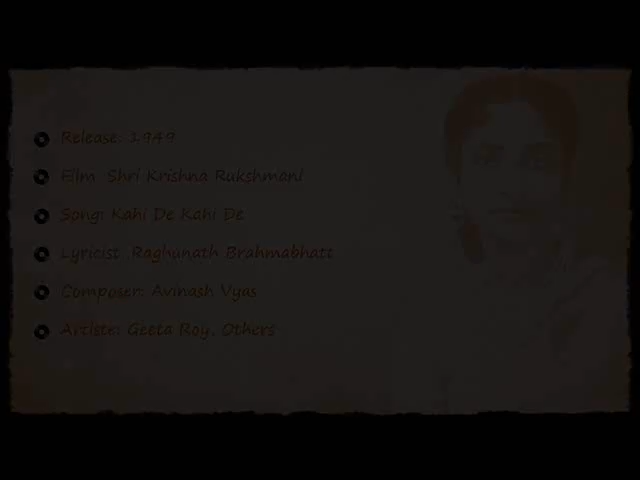 Release: 1949
Film  Shri Krishna Rukshmani
Song: Kahi De Kahi De
Lyricist  Raghunath Brahmabhatt
Composer: Avinash Vyas
Artiste: Geeta Roy, Others